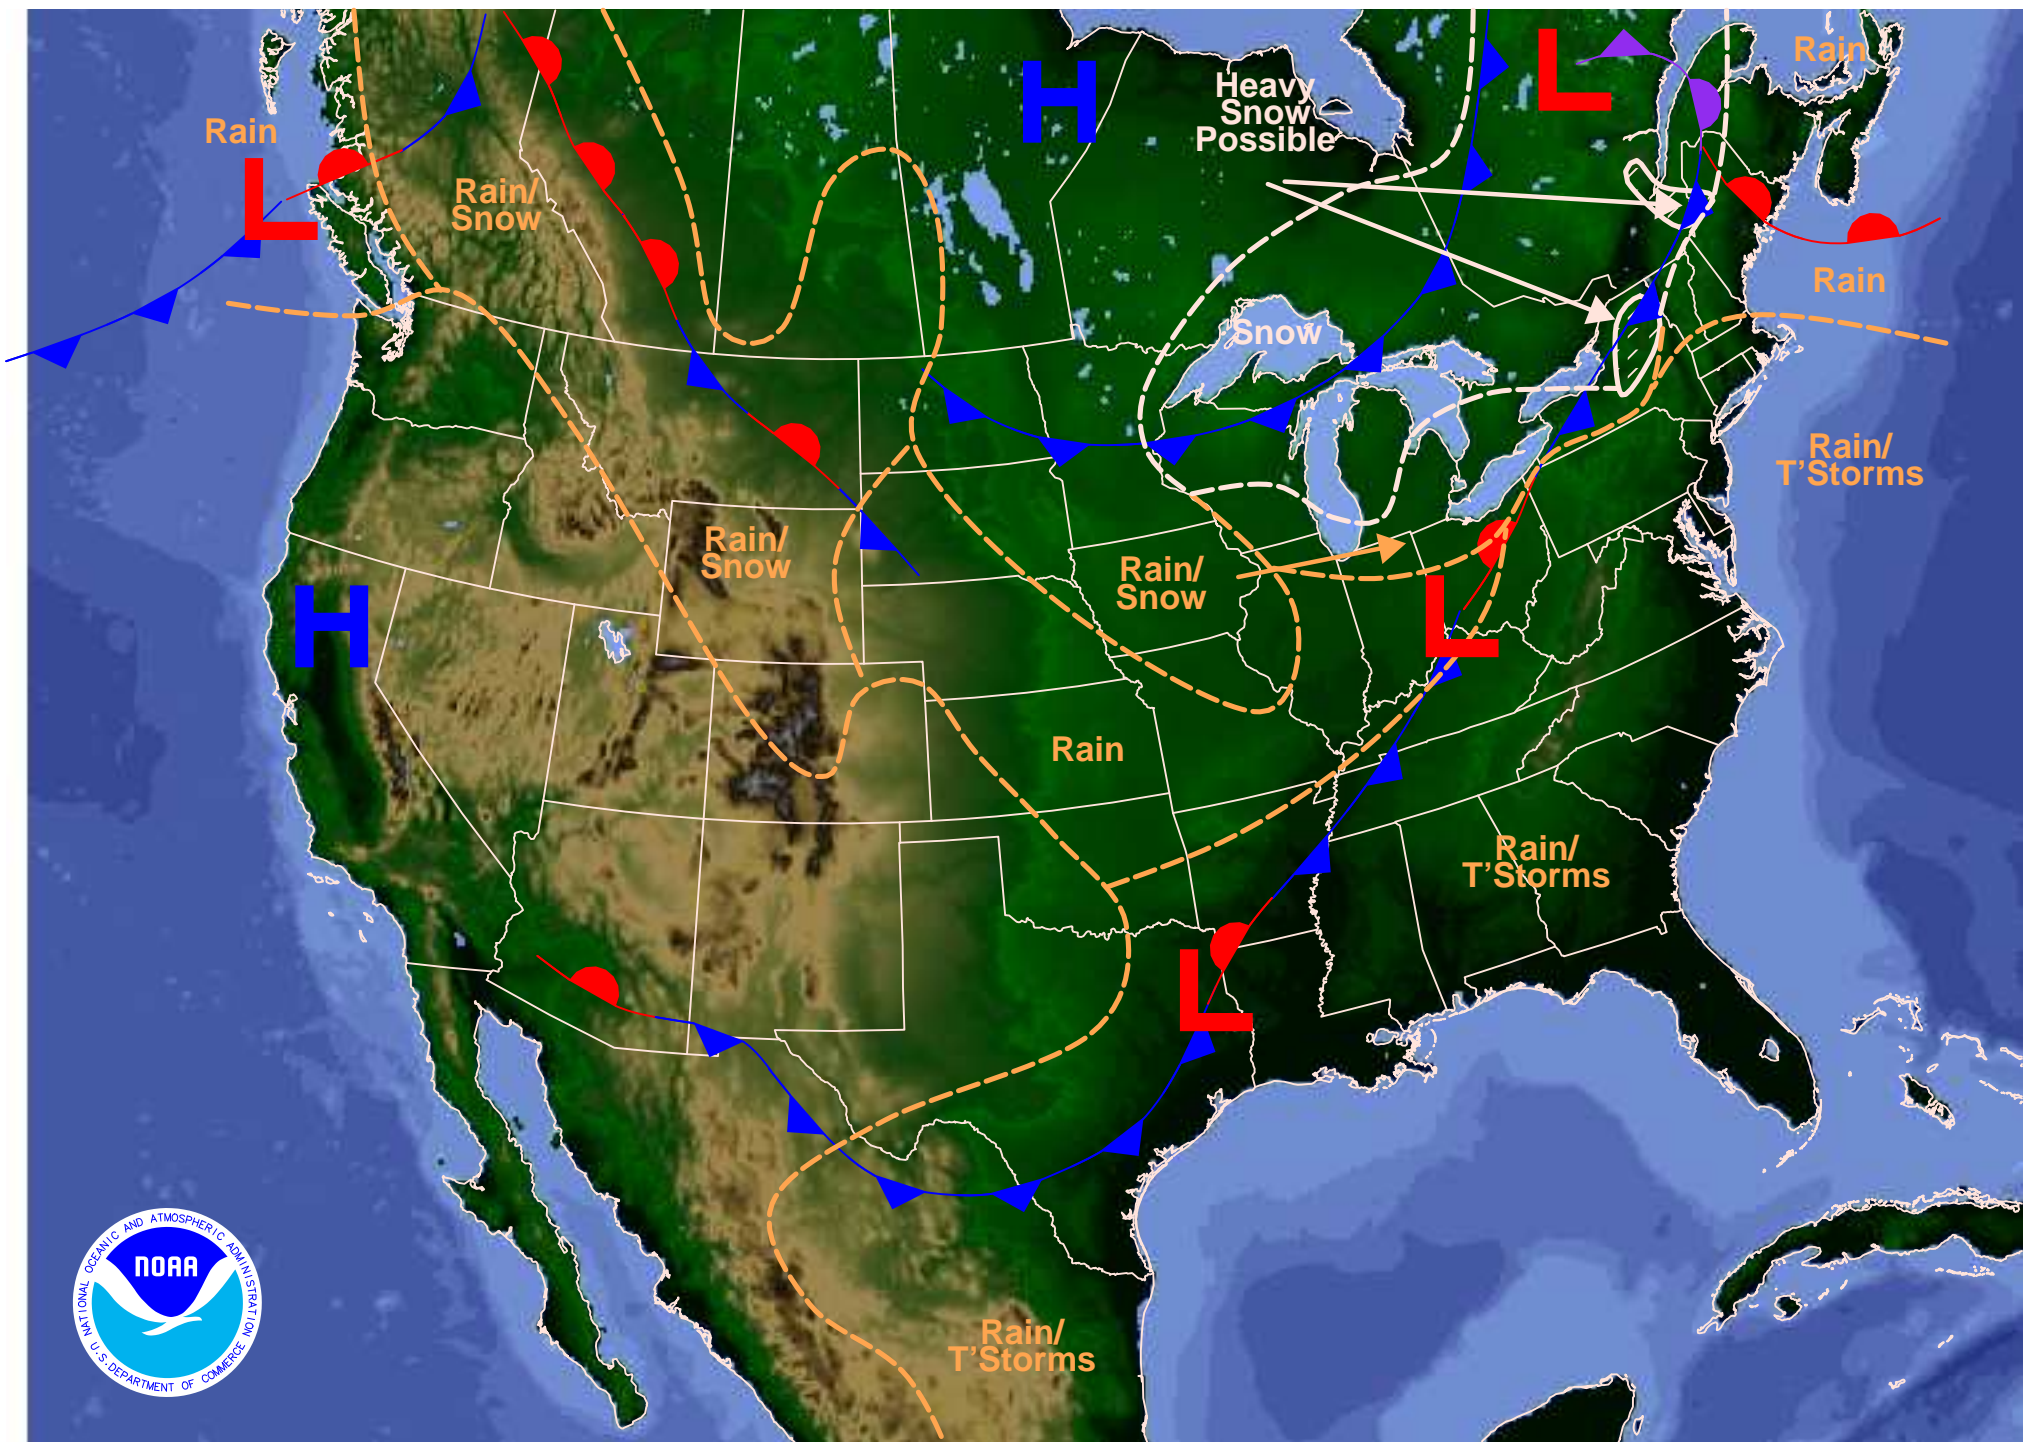 Rain
L
Rain/
Snow
H
Heavy
Snow
Possible
L
Rain
Rain
Snow
Rain/
T'Storms
Rain/
Snow
Rain/
Snow
H
L
Rain
Rain/
T'Storms
L
Rain/
T'Storms
NATIONAL OCEANIC AND ATMOSPHERIC ADMINISTRATION
NOAA
U.S. DEPARTMENT OF COMMERCE